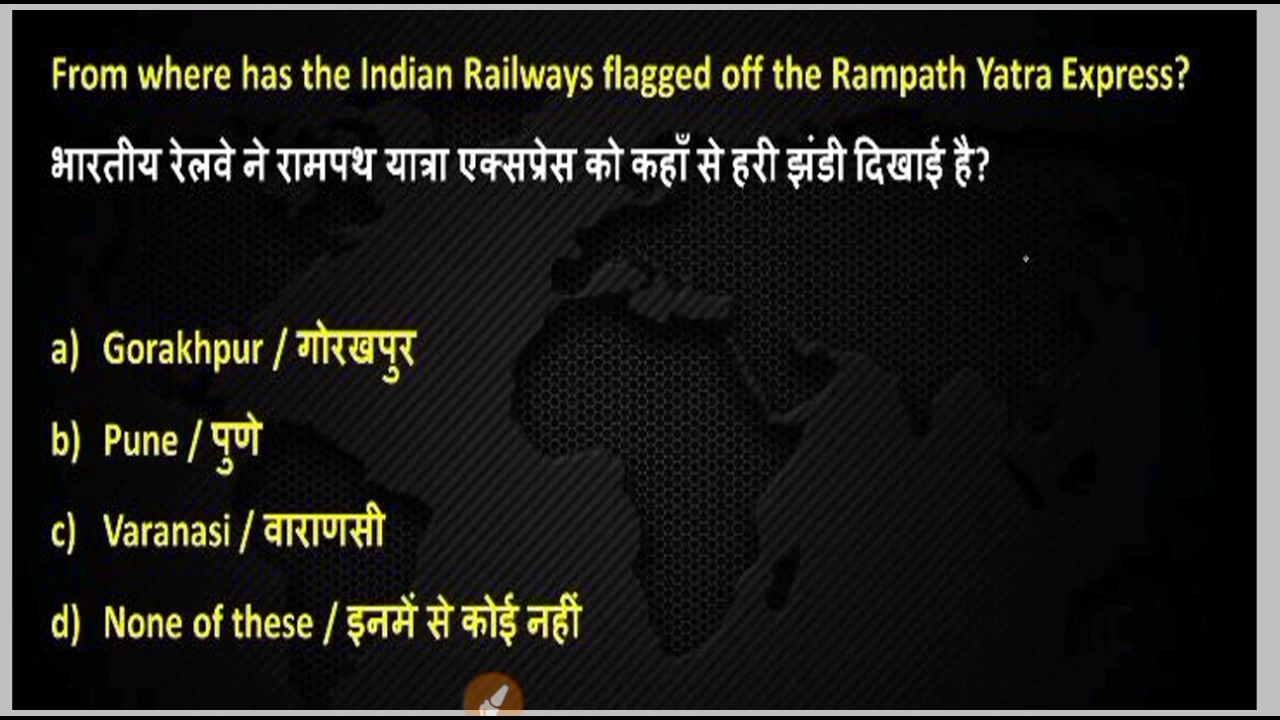 From where has the Indian Railways flagged off the Rampath Yatra Express?
भारतीय रेलवे ने रामपथ यात्रा एक्सप्रेस को कहाँ से हरी झंडी दिखाई है?
a) Gorakhpur / गोरखपुर
b) Pune / पुणे
c) Varanasi / वाराणसी
d) None of these / इनमें से कोई नहीं